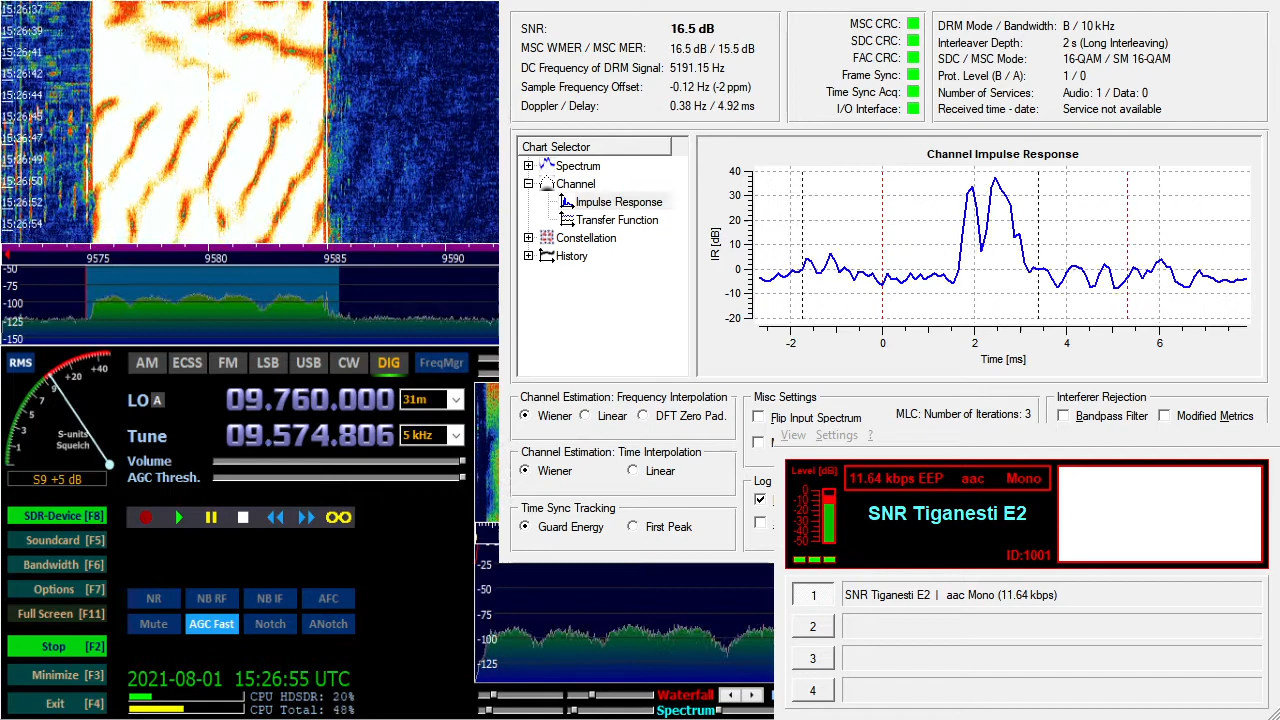 15:26:37
15:26:39
15:26:41
15:26:42
15:26:44
15:26:45
15:26:47
15:26:49
15:26:50
15:26:52
15:26:54
9575 9580 9585 9590
-50
-75
-100
-125
-150
RMS
+20
+40
9
7
5
3
1
S-units
Squelch
S9 +5 dB
AM ECSS FM LSB USB CW DIG FreqMgr
LO A 09.760.000 31m
Tune 09.574.806 5 kHz
Volume
AGC Thresh.
SDR-Device [F8]
Soundcard [F5]
Bandwidth [F6]
Options [F7]
Full Screen [F11]
Stop [F2]
Minimize [F3]
Exit [F4]
NR NB RF NB IF AFC
Mute AGC Fast Notch ANotch
2021-08-01 15:26:55 UTC
CPU HDSDR: 20%
CPU Total: 48%
-25
-50
-75
-100
-125
Waterfall
Spectrum
SNR: 16.5 dB
MSC WMER / MSC MER: 16.5 dB / 15.5 dB
DC Frequency of DRM Signal: 5191.15 Hz
Sample Frequency Offset: -0.12 Hz (-2 ppm)
Doppler / Delay: 0.38 Hz / 4.92 ms
MSC CRC:
SDC CRC:
FAC CRC:
Frame Sync:
Time Sync Acq:
I/O Interface:
DRM Mode / Bandwidth: B / 10 kHz
Interleaver Depth: 2 s (Long Interleaving)
SDC / MSC Mode: 16-QAM / SM 16-QAM
Prot. Level (B / A): 1 / 0
Number of Services: Audio: 1 / Data: 0
Received time - date: Service not available
Chart Selector
Spectrum
Channel
Impulse Response
Transfer Function
Constellation
History
Channel Impulse Response
IR [dB]
40
30
20
10
0
-10
-20
-2 0 2 4 6
Time [ms]
Channel Estimation: Frequency Interpolation
Wiener Linear DFT Zero Pad.
Channel Estimation: Time Interpolation
Wiener Linear
Time Sync Tracking
Guard Energy First Peak
Misc Settings
Flip Input Spectrum
MLC: Number of Iterations: 3
Interferer Rejection
Bandpass Filter Modified Metrics
Log
View Settings ?
Level [dB]
0
-10
-20
-30
-40
-50
11.64 kbps EEP aac Mono
SNR Tiganesti E2
ID:1001
1 SNR Tiganesti E2 | aac Mono (11.64 kbps)
2
3
4